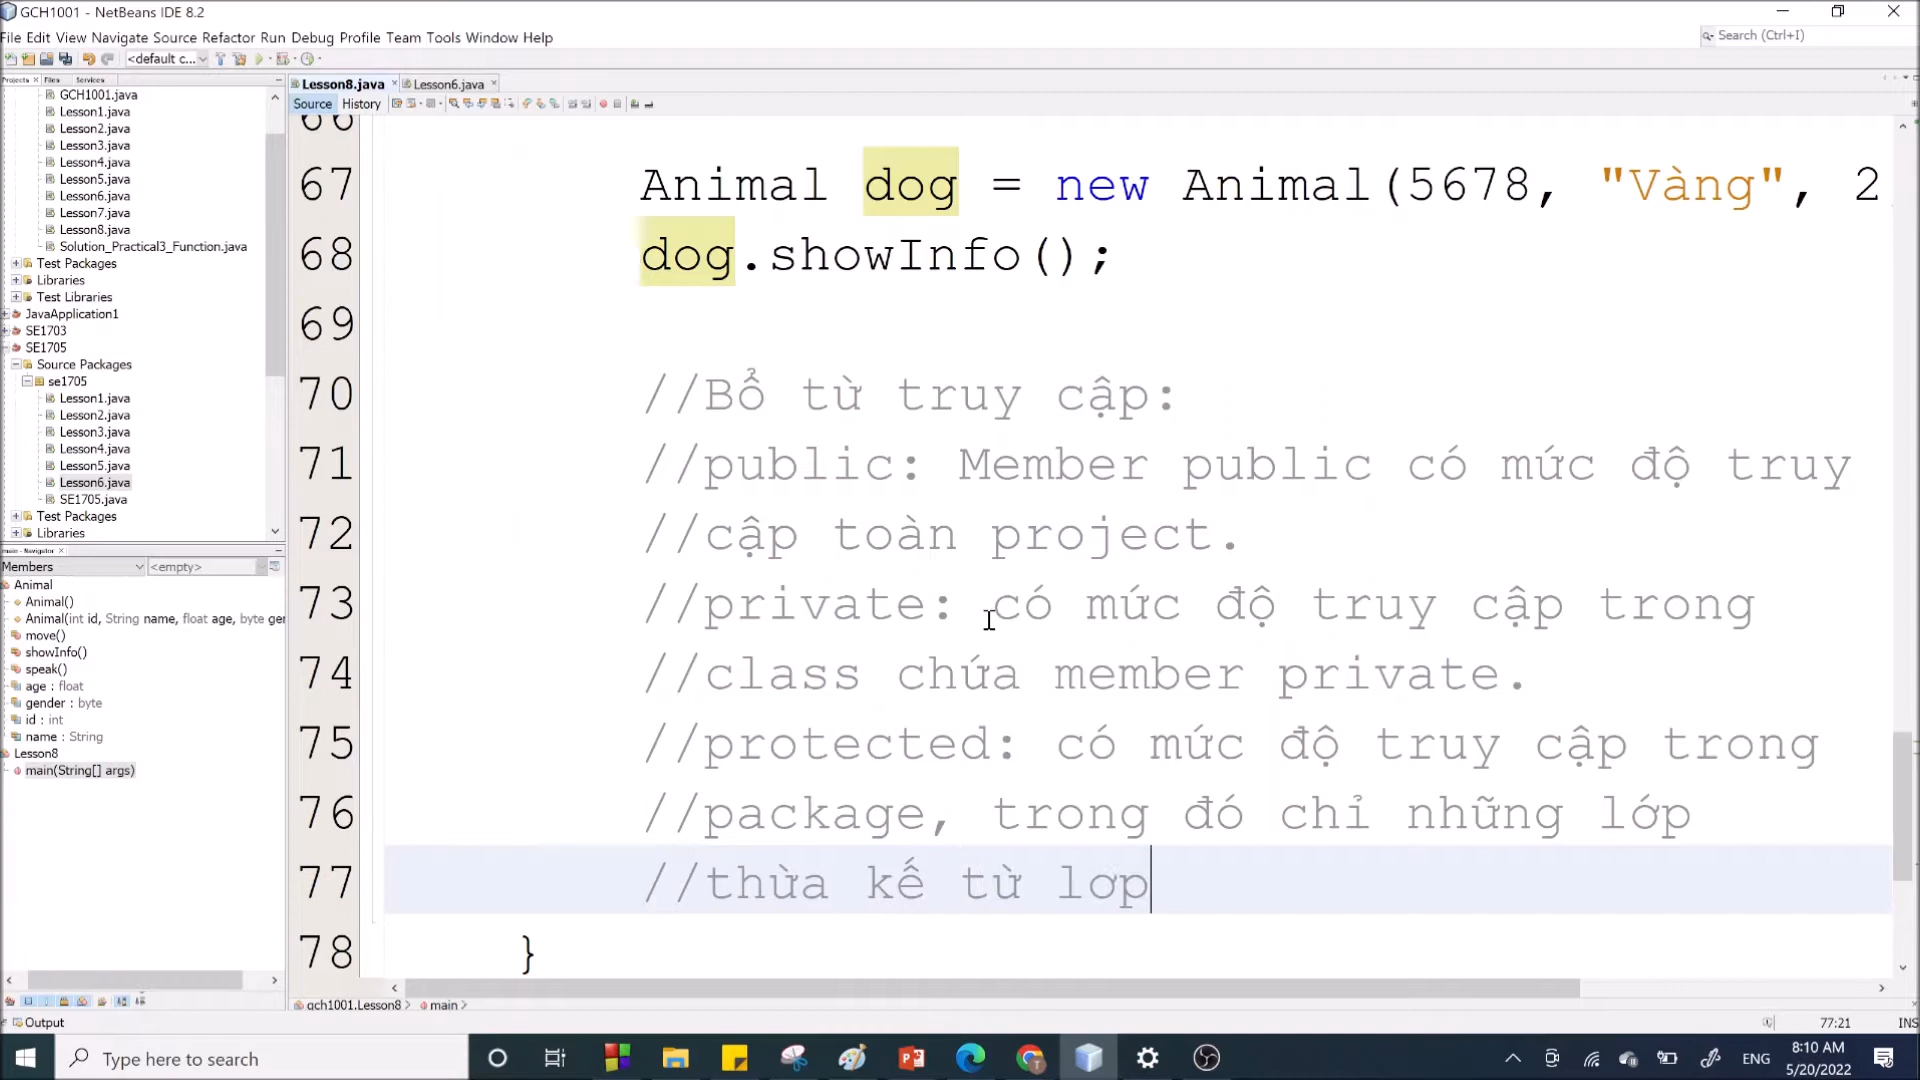 GCH1001 - NetBeans IDE 8.2
File Edit View Navigate Source Refactor Run Debug Profile Team Tools Window Help
Search (Ctrl+I)
<default c...
Projects Files Services
GCH1001.java
Lesson1.java
Lesson2.java
Lesson3.java
Lesson4.java
Lesson5.java
Lesson6.java
Lesson7.java
Lesson8.java
Solution_Practical3_Function.java
Test Packages
Libraries
Test Libraries
JavaApplication1
SE1703
SE1705
Source Packages
se1705
Lesson1.java
Lesson2.java
Lesson3.java
Lesson4.java
Lesson5.java
Lesson6.java
SE1705.java
Test Packages
Libraries
main - Navigator
Members <empty>
Animal
Animal()
Animal(int id, String name, float age, byte gen
move()
showInfo()
speak()
age : float
gender : byte
id : int
name : String
Lesson8
main(String[] args)
Lesson8.java Lesson6.java
Source History
66
67 Animal dog = new Animal(5678, "Vàng", 2
68 dog.showInfo();
69
70 //Bổ từ truy cập:
71 //public: Member public có mức độ truy
72 //cập toàn project.
73 //private: có mức độ truy cập trong
74 //class chứa member private.
75 //protected: có mức độ truy cập trong
76 //package, trong đó chỉ những lớp
77 //thừa kế từ lơp
78 }
gch1001.Lesson8 main
Output
77:21 INS
Type here to search
ENG
8:10 AM
5/20/2022